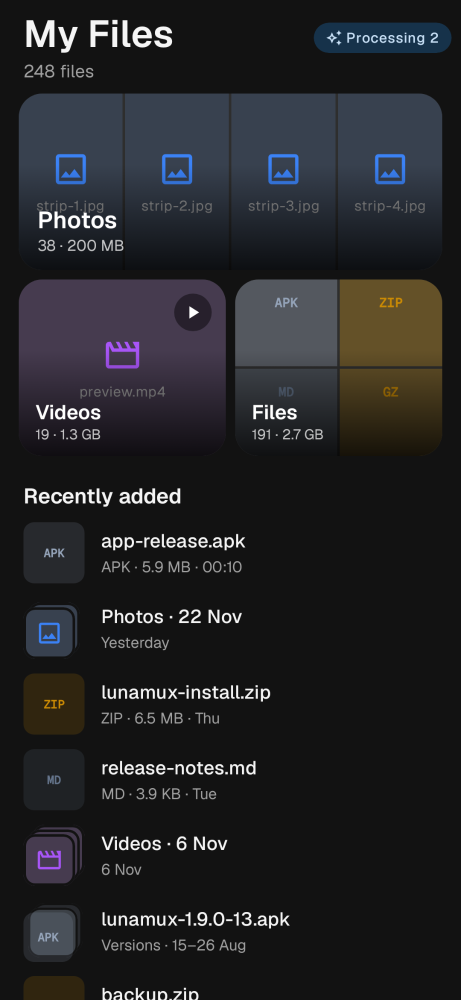 My Files
Processing 2
248 files
strip-1.jpg
strip-2.jpg
strip-3.jpg
strip-4.jpg
Photos
38 · 200 MB
APK
ZIP
preview.mp4
MD
GZ
Videos
19 · 1.3 GB
Files
191 · 2.7 GB
Recently added
APK
app-release.apk
APK · 5.9 MB · 00:10
Photos · 22 Nov
Yesterday
ZIP
lunamux-install.zip
ZIP · 6.5 MB · Thu
MD
release-notes.md
MD · 3.9 KB · Tue
Videos · 6 Nov
6 Nov
APK
lunamux-1.9.0-13.apk
Versions · 15–26 Aug
backup.zip